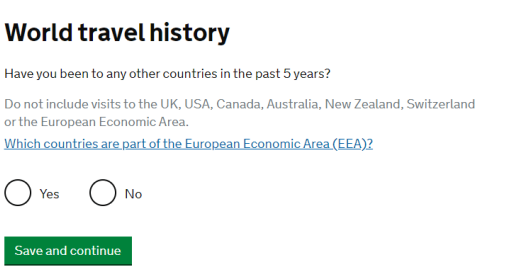 World travel history
Have you been to any other countries in the past 5 years?
Do not include visits to the UK, USA, Canada, Australia, New Zealand, Switzerland
or the European Economic Area.
Which countries are part of the European Economic Area (EEA)?
Yes No
Save and continue